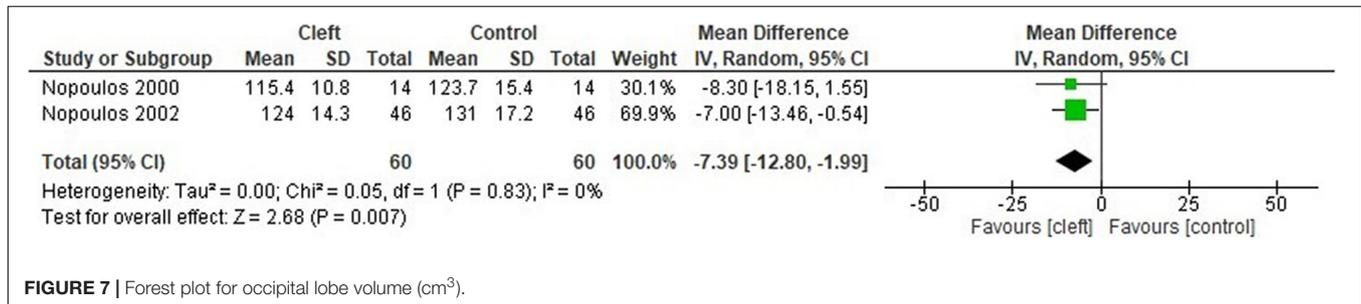 Cleft Control Mean Difference Mean Difference
Study or Subgroup Mean SD Total Mean SD Total Weight IV, Random, 95% CI IV, Random, 95% CI
Nopoulos 2000 115.4 10.8 14 123.7 15.4 14 30.1% -8.30 [-18.15, 1.55]
Nopoulos 2002 124 14.3 46 131 17.2 46 69.9% -7.00 [-13.46, -0.54]
Total (95% CI) 60 60 100.0% -7.39 [-12.80, -1.99]
Heterogeneity: Tau² = 0.00; Chi² = 0.05, df = 1 (P = 0.83); I² = 0%
Test for overall effect: Z = 2.68 (P = 0.007)
-50 -25 0 25 50
Favours [cleft] Favours [control]
FIGURE 7 | Forest plot for occipital lobe volume (cm³).